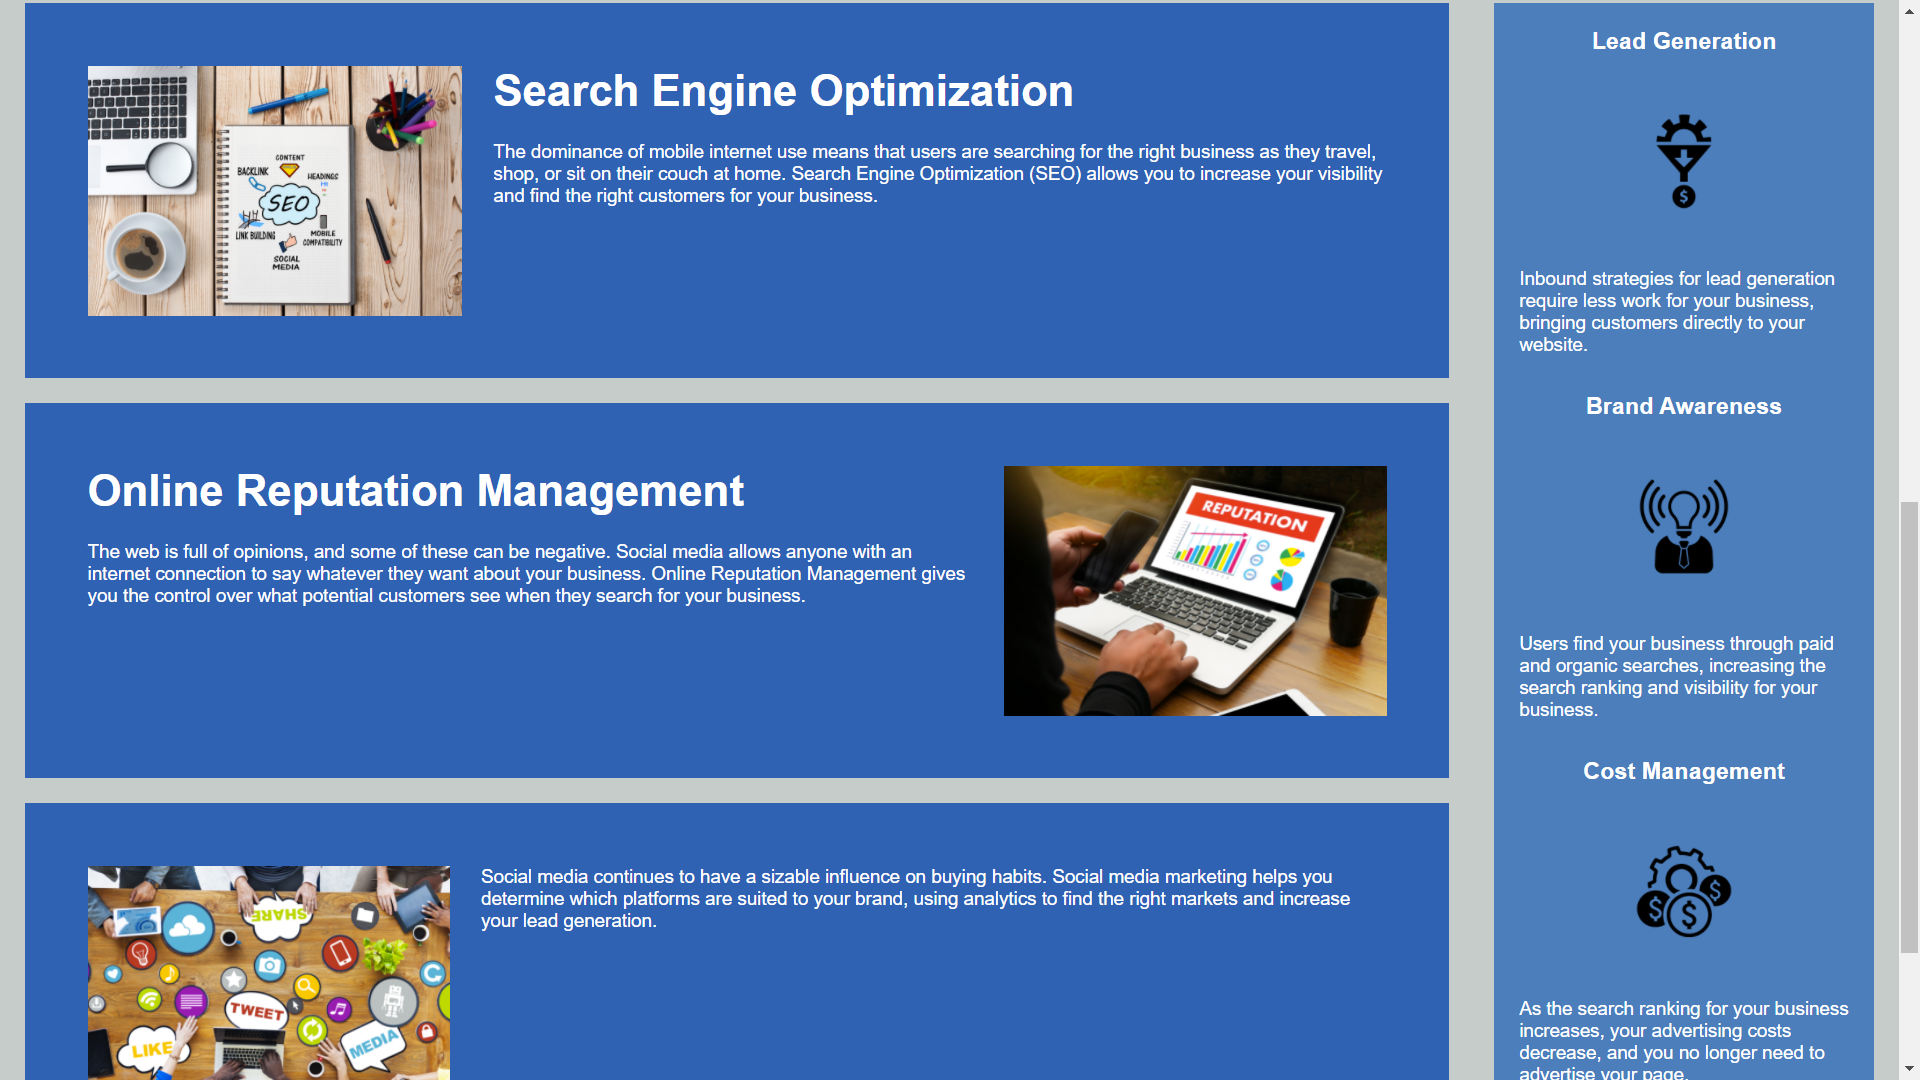 Search Engine Optimization
The dominance of mobile internet use means that users are searching for the right business as they travel,
shop, or sit on their couch at home. Search Engine Optimization (SEO) allows you to increase your visibility
and find the right customers for your business.
CONTENT
BACKLINK
HEADINGS
SEO
LINK BUILDING
MOBILE
COMPATIBILITY
SOCIAL
MEDIA
Online Reputation Management
The web is full of opinions, and some of these can be negative. Social media allows anyone with an
internet connection to say whatever they want about your business. Online Reputation Management gives
you the control over what potential customers see when they search for your business.
REPUTATION
Social media continues to have a sizable influence on buying habits. Social media marketing helps you
determine which platforms are suited to your brand, using analytics to find the right markets and increase
your lead generation.
SHARE
TWEET
LIKE
MEDIA
Lead Generation
Inbound strategies for lead generation
require less work for your business,
bringing customers directly to your
website.
Brand Awareness
Users find your business through paid
and organic searches, increasing the
search ranking and visibility for your
business.
Cost Management
As the search ranking for your business
increases, your advertising costs
decrease, and you no longer need to
advertise your page.